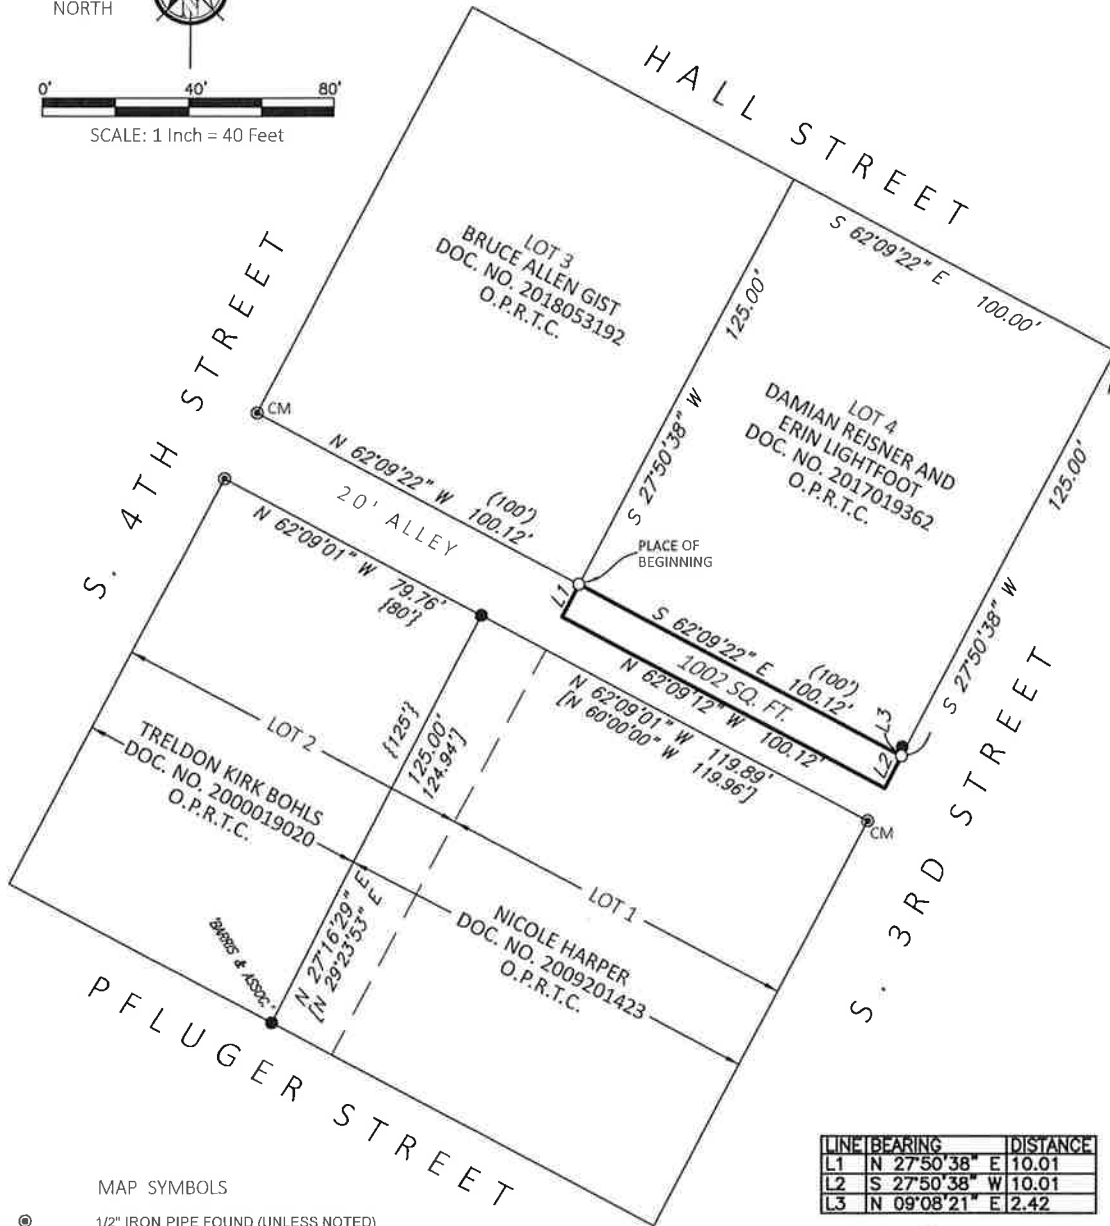 NORTH
0' 40' 80'
SCALE: 1 Inch = 40 Feet
HALL STREET
S 62°09'22" E 100.00'
LOT 3
BRUCE ALLEN GIST
DOC. NO. 2018053192
O.P.R.T.C.
125.00'
S 27°50'38" W
LOT 4
DAMIAN REISNER AND
ERIN LIGHTFOOT
DOC. NO. 2017019362
O.P.R.T.C.
125.00'
S 27°50'38" W
S. 4TH STREET
CM
N 62°09'22" W (100')
100.12'
20' ALLEY
N 62°09'01" W 79.76'
{80'}
PLACE OF
BEGINNING
L1
S 62°09'22" E (100')
100.12'
1002 SQ. FT.
N 62°09'12" W 100.12'
L3
L2
N 62°09'01" W 119.89'
[N 60°00'00" W 119.96']
CM
S. 3RD STREET
LOT 2
TRELDON KIRK BOHLS
DOC. NO. 2000019020
O.P.R.T.C.
{125'}
125.00'
124.94']
N 27°16'29" E
[N 29°23'53" E
LOT 1
NICOLE HARPER
DOC. NO. 2009201423
O.P.R.T.C.
PFLUGER STREET
LINE BEARING DISTANCE
L1 N 27°50'38" E 10.01
L2 S 27°50'38" W 10.01
L3 N 09°08'21" E 2.42
MAP SYMBOLS
1/2" IRON PIPE FOUND (UNLESS NOTED)